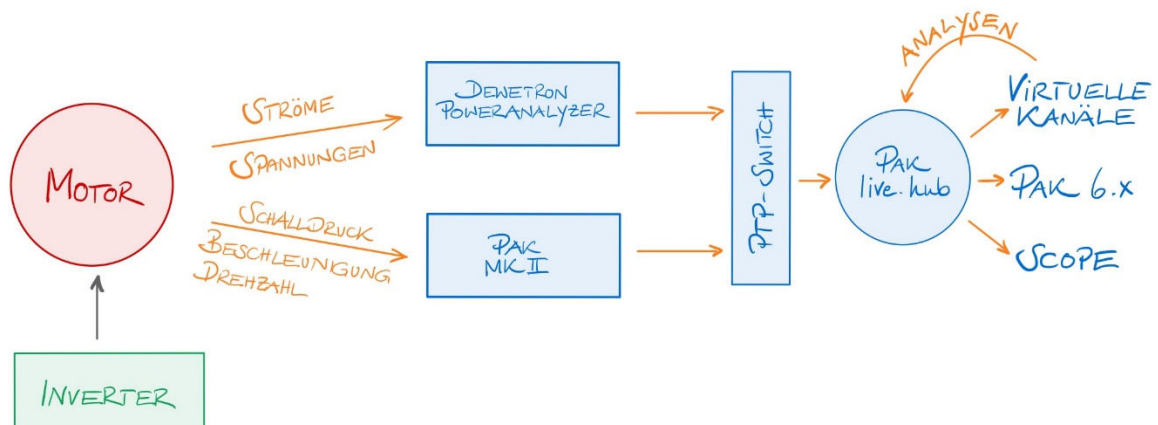 MOTOR
INVERTER
STRÖME
SPANNUNGEN
SCHALLDRUCK
BESCHLEUNIGUNG
DREHZAHL
DEWETRON
POWERANALYZER
PAK
MK II
PTP-SWITCH
PAK
live.hub
ANALYSEN
VIRTUELLE
KANÄLE
PAK 6.x
SCOPE